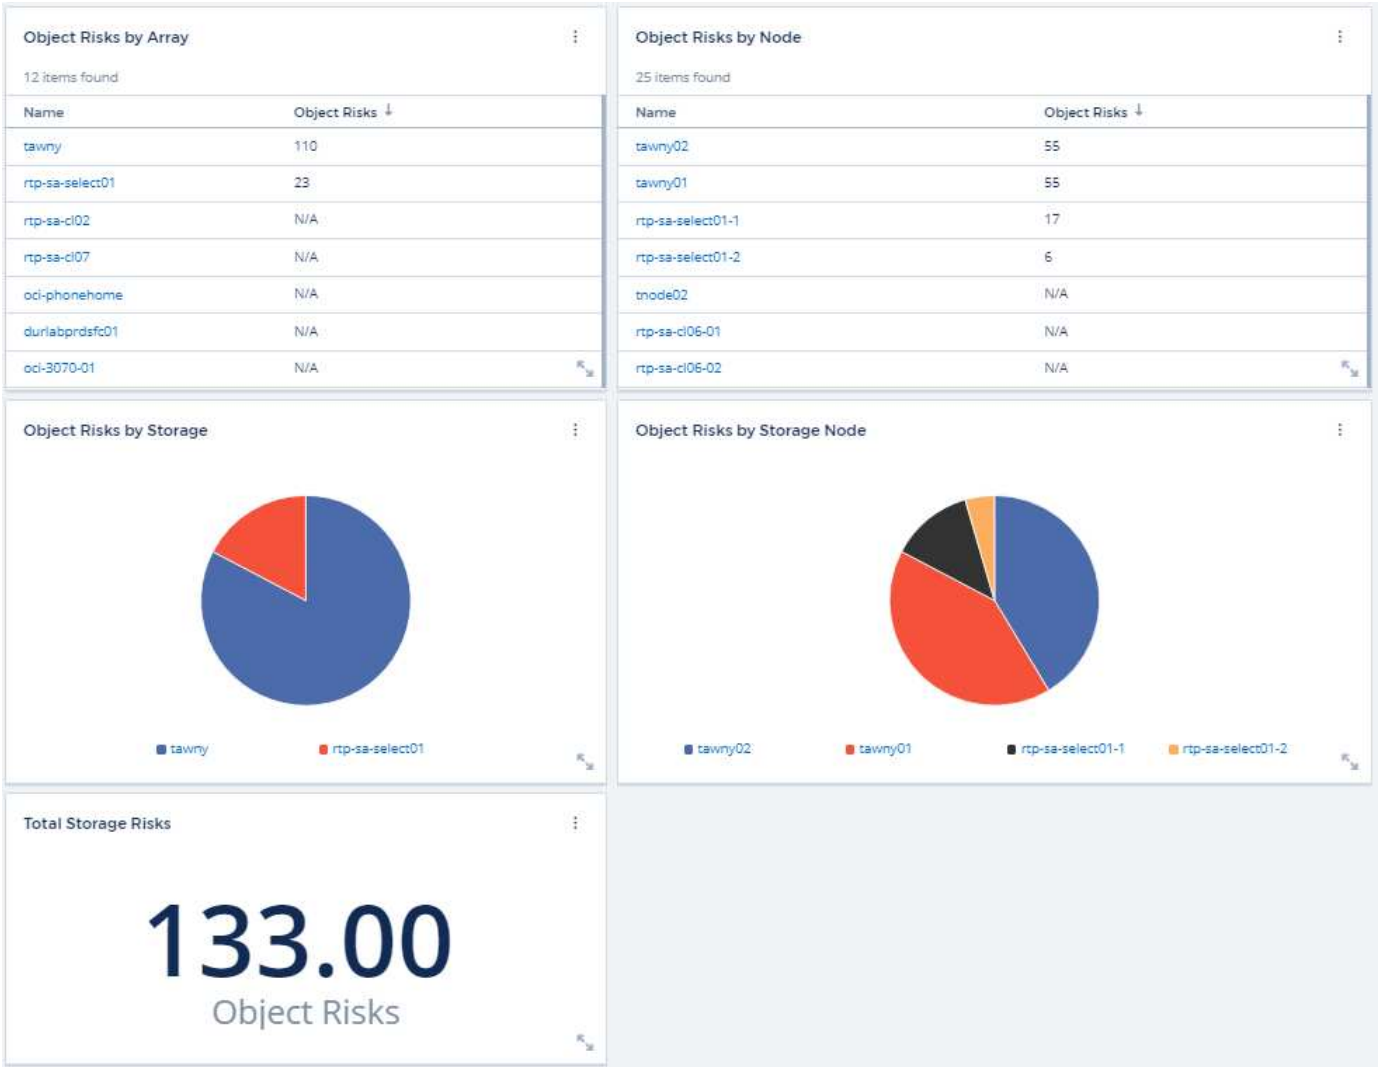 Object Risks by Array
12 items found
Name Object Risks ↓
tawny 110
rtp-sa-select01 23
rtp-sa-cl02 N/A
rtp-sa-cl07 N/A
oci-phonehome N/A
durlabprdsfc01 N/A
oci-3070-01 N/A
Object Risks by Node
25 items found
Name Object Risks ↓
tawny02 55
tawny01 55
rtp-sa-select01-1 17
rtp-sa-select01-2 6
tnode02 N/A
rtp-sa-cl06-01 N/A
rtp-sa-cl06-02 N/A
Object Risks by Storage
tawny rtp-sa-select01
Object Risks by Storage Node
tawny02 tawny01 rtp-sa-select01-1 rtp-sa-select01-2
Total Storage Risks
133.00
Object Risks